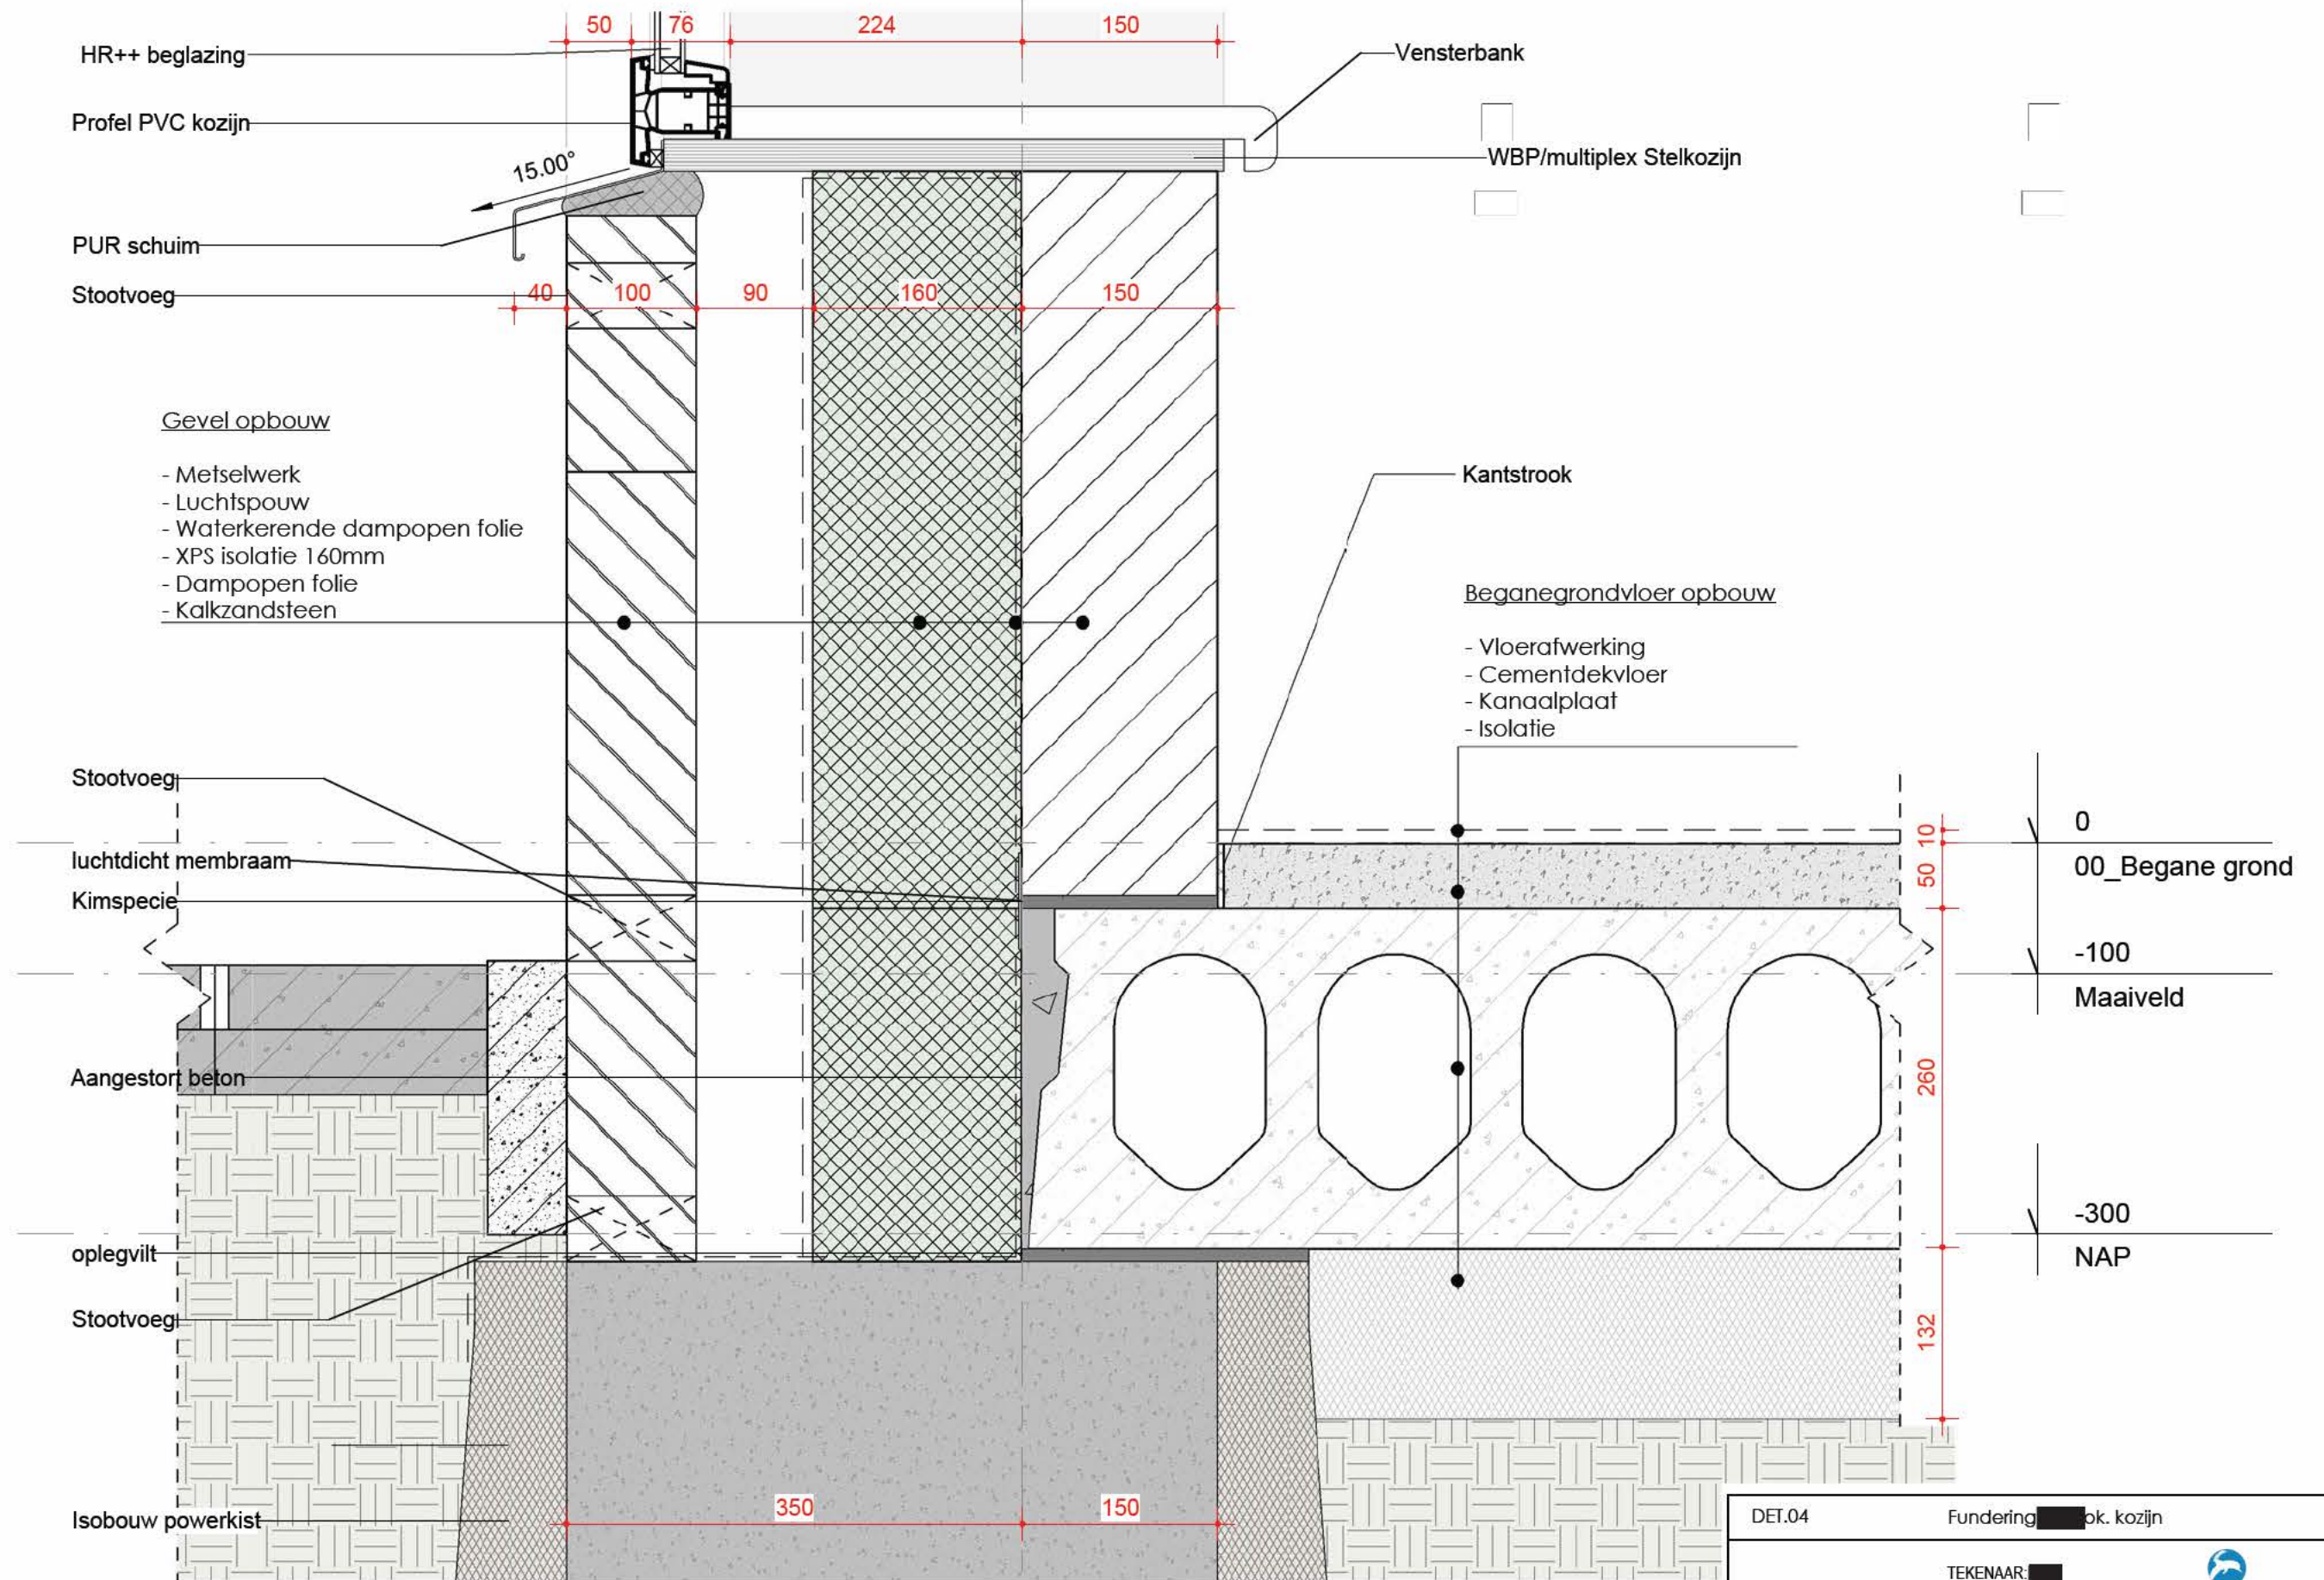 50 76 224 150
HR++ beglazing
Vensterbank
Profel PVC kozijn
15.00°
WBP/multiplex Stelkozijn
PUR schuim
Stootvoeg
40 100 90 160 150
Gevel opbouw
- Metselwerk
- Luchtspouw
- Waterkerende dampopen folie
- XPS isolatie 160mm
- Dampopen folie
- Kalkzandsteen
Kantstrook
Beganegrondvloer opbouw
- Vloerafwerking
- Cementdekvloer
- Kanaalplaat
- Isolatie
Stootvoeg
luchtdicht membraam
Kimspecie
10
50
0
00_Begane grond
-100
Maaiveld
Aangestort beton
260
-300
NAP
oplegvilt
Stootvoeg
132
350 150
Isobouw powerkist
DET.04 Fundering ok. kozijn
TEKENAAR: